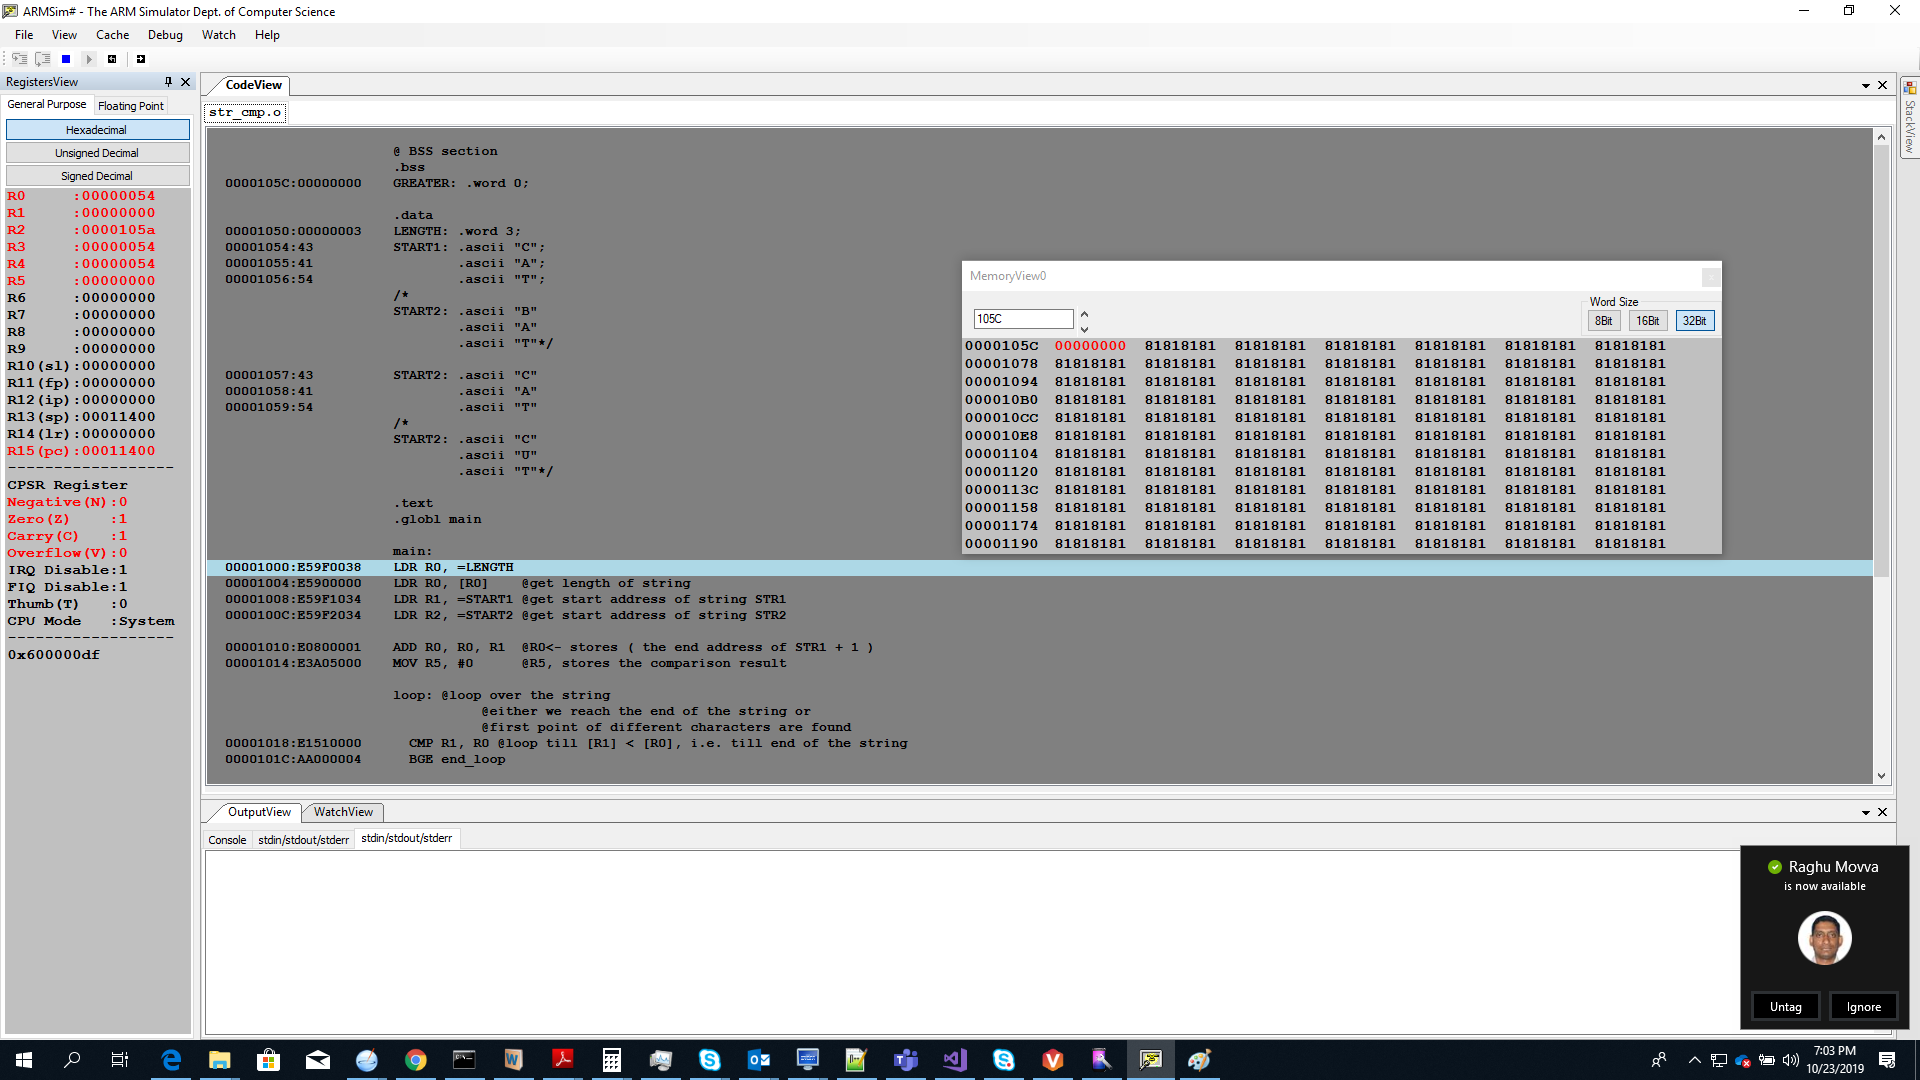 ARMSim# - The ARM Simulator Dept. of Computer Science
File View Cache Debug Watch Help
RegistersView
General Purpose Floating Point
Hexadecimal
Unsigned Decimal
Signed Decimal
R0 :00000054
R1 :00000000
R2 :0000105a
R3 :00000054
R4 :00000054
R5 :00000000
R6 :00000000
R7 :00000000
R8 :00000000
R9 :00000000
R10(sl):00000000
R11(fp):00000000
R12(ip):00000000
R13(sp):00011400
R14(lr):00000000
R15(pc):00011400
------------------
CPSR Register
Negative(N):0
Zero(Z) :1
Carry(C) :1
Overflow(V):0
IRQ Disable:1
FIQ Disable:1
Thumb(T) :0
CPU Mode :System
------------------
0x600000df
CodeView
str_cmp.o
@ BSS section
.bss
0000105C:00000000 GREATER: .word 0;
.data
00001050:00000003 LENGTH: .word 3;
00001054:43 START1: .ascii "C";
00001055:41 .ascii "A";
00001056:54 .ascii "T";
/*
START2: .ascii "B"
.ascii "A"
.ascii "T"*/
00001057:43 START2: .ascii "C"
00001058:41 .ascii "A"
00001059:54 .ascii "T"
/*
START2: .ascii "C"
.ascii "U"
.ascii "T"*/
.text
.globl main
main:
00001000:E59F0038 LDR R0, =LENGTH
00001004:E5900000 LDR R0, [R0] @get length of string
00001008:E59F1034 LDR R1, =START1 @get start address of string STR1
0000100C:E59F2034 LDR R2, =START2 @get start address of string STR2
00001010:E0800001 ADD R0, R0, R1 @R0<- stores ( the end address of STR1 + 1 )
00001014:E3A05000 MOV R5, #0 @R5, stores the comparison result
loop: @loop over the string
@either we reach the end of the string or
@first point of different characters are found
00001018:E1510000 CMP R1, R0 @loop till [R1] < [R0], i.e. till end of the string
0000101C:AA000004 BGE end_loop
MemoryView0
105C
Word Size
8Bit 16Bit 32Bit
0000105C 00000000 81818181 81818181 81818181 81818181 81818181 81818181
00001078 81818181 81818181 81818181 81818181 81818181 81818181 81818181
00001094 81818181 81818181 81818181 81818181 81818181 81818181 81818181
000010B0 81818181 81818181 81818181 81818181 81818181 81818181 81818181
000010CC 81818181 81818181 81818181 81818181 81818181 81818181 81818181
000010E8 81818181 81818181 81818181 81818181 81818181 81818181 81818181
00001104 81818181 81818181 81818181 81818181 81818181 81818181 81818181
00001120 81818181 81818181 81818181 81818181 81818181 81818181 81818181
0000113C 81818181 81818181 81818181 81818181 81818181 81818181 81818181
00001158 81818181 81818181 81818181 81818181 81818181 81818181 81818181
00001174 81818181 81818181 81818181 81818181 81818181 81818181 81818181
00001190 81818181 81818181 81818181 81818181 81818181 81818181 81818181
StackView
OutputView WatchView
Console stdin/stdout/stderr stdin/stdout/stderr
Raghu Movva
is now available
Untag Ignore
7:03 PM
10/23/2019